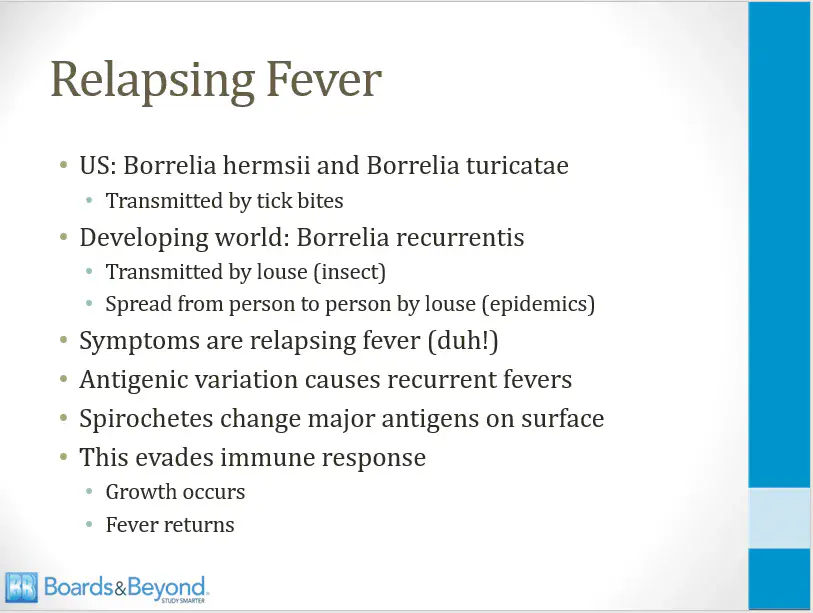 Relapsing Fever
• US: Borrelia hermsii and Borrelia turicatae
• Transmitted by tick bites
• Developing world: Borrelia recurrentis
• Transmitted by louse (insect)
• Spread from person to person by louse (epidemics)
• Symptoms are relapsing fever (duh!)
• Antigenic variation causes recurrent fevers
• Spirochetes change major antigens on surface
• This evades immune response
• Growth occurs
• Fever returns
BB Boards&Beyond.
STUDY SMARTER